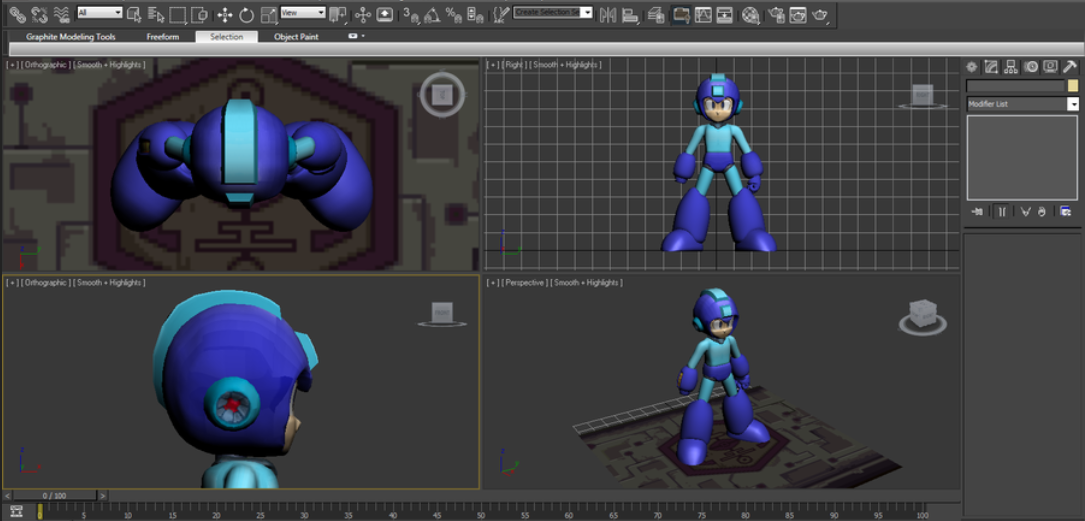 All
View
3
Create Selection Se
Graphite Modeling Tools
Freeform
Selection
Object Paint
[ + ] [ Orthographic ] [ Smooth + Highlights ]
[ + ] [ Right ] [ Smooth + Highlights ]
Modifier List
[ + ] [ Orthographic ] [ Smooth + Highlights ]
[ + ] [ Perspective ] [ Smooth + Highlights ]
< 0 / 100 >
0 5 10 15 20 25 30 35 40 45 50 55 60 65 70 75 80 85 90 95 100